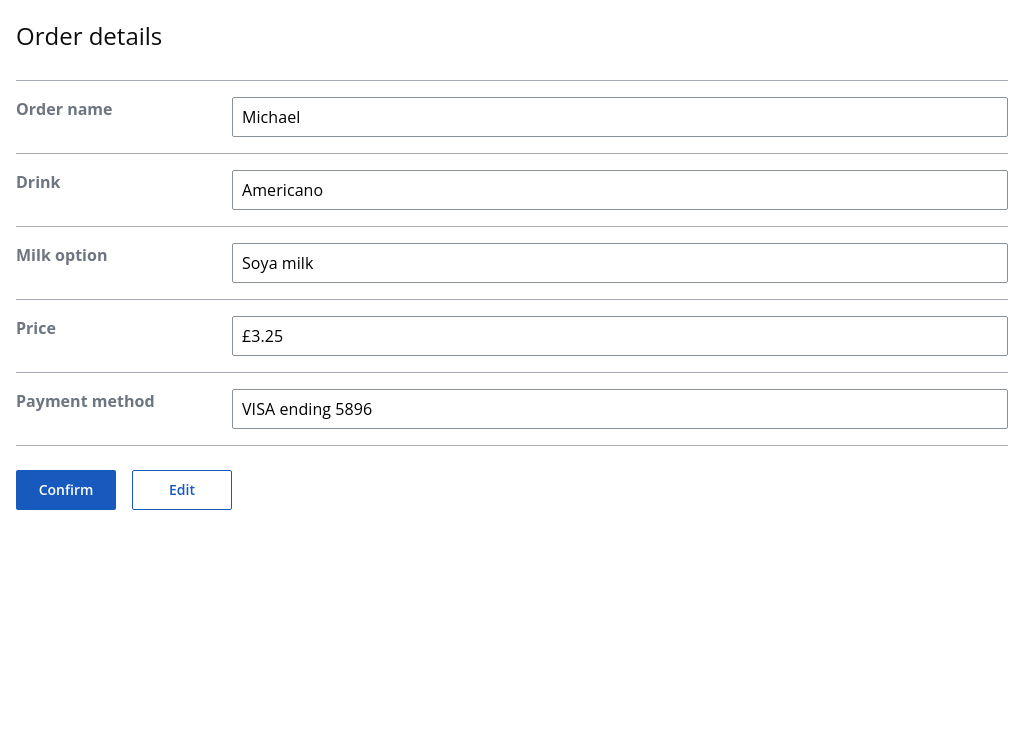 Order details
Order name
Michael
Drink
Americano
Milk option
Soya milk
Price
£3.25
Payment method
VISA ending 5896
Confirm
Edit